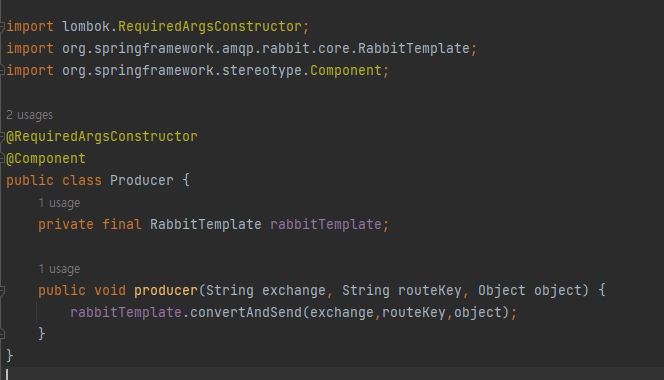 import lombok.RequiredArgsConstructor;
import org.springframework.amqp.rabbit.core.RabbitTemplate;
import org.springframework.stereotype.Component;
2 usages
@RequiredArgsConstructor
@Component
public class Producer {
1 usage
private final RabbitTemplate rabbitTemplate;
1 usage
public void producer(String exchange, String routeKey, Object object) {
rabbitTemplate.convertAndSend(exchange,routeKey,object);
}
}